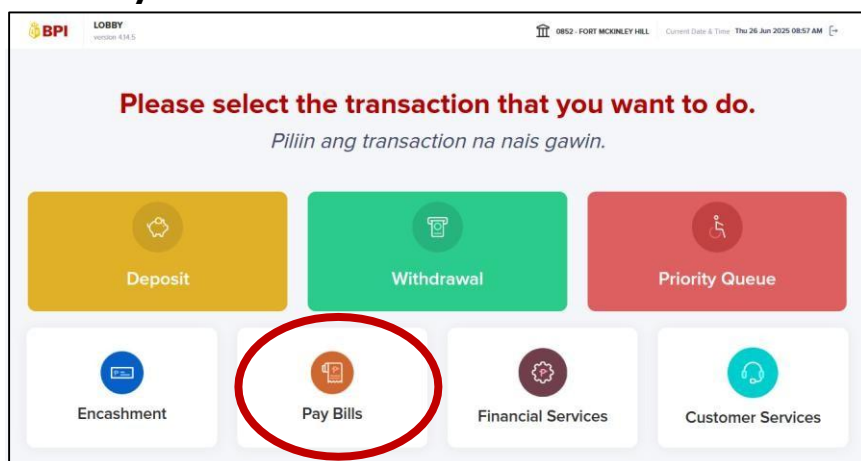 BPI
LOBBY
version 4.14.5
0852 - FORT MCKINLEY HILL
Current Date & Time Thu 26 Jun 2025 08:57 AM
Please select the transaction that you want to do.
Piliin ang transaction na nais gawin.
Deposit
Withdrawal
Priority Queue
Encashment
Pay Bills
Financial Services
Customer Services